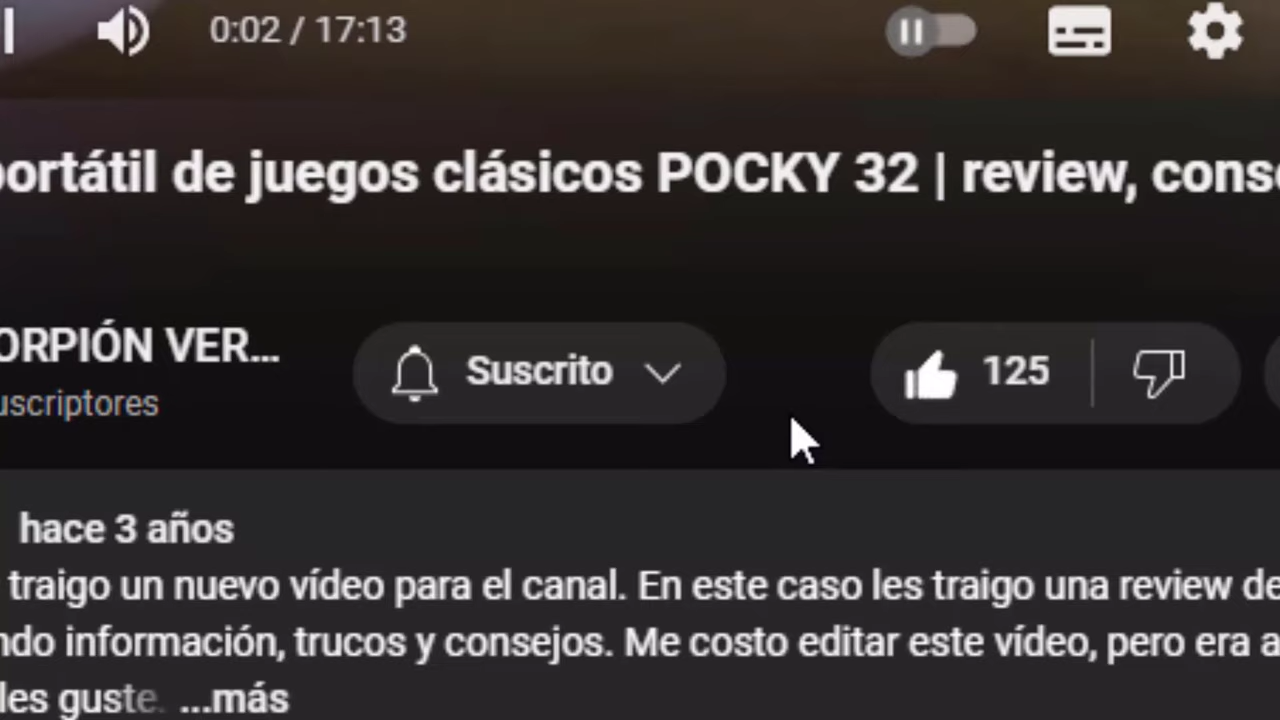 0:02 / 17:13
portátil de juegos clásicos POCKY 32 | review, conse
ORPIÓN VER...
Suscrito
125
uscriptores
hace 3 años
traigo un nuevo vídeo para el canal. En este caso les traigo una review de
ndo información, trucos y consejos. Me costo editar este vídeo, pero era a
les guste. ...más